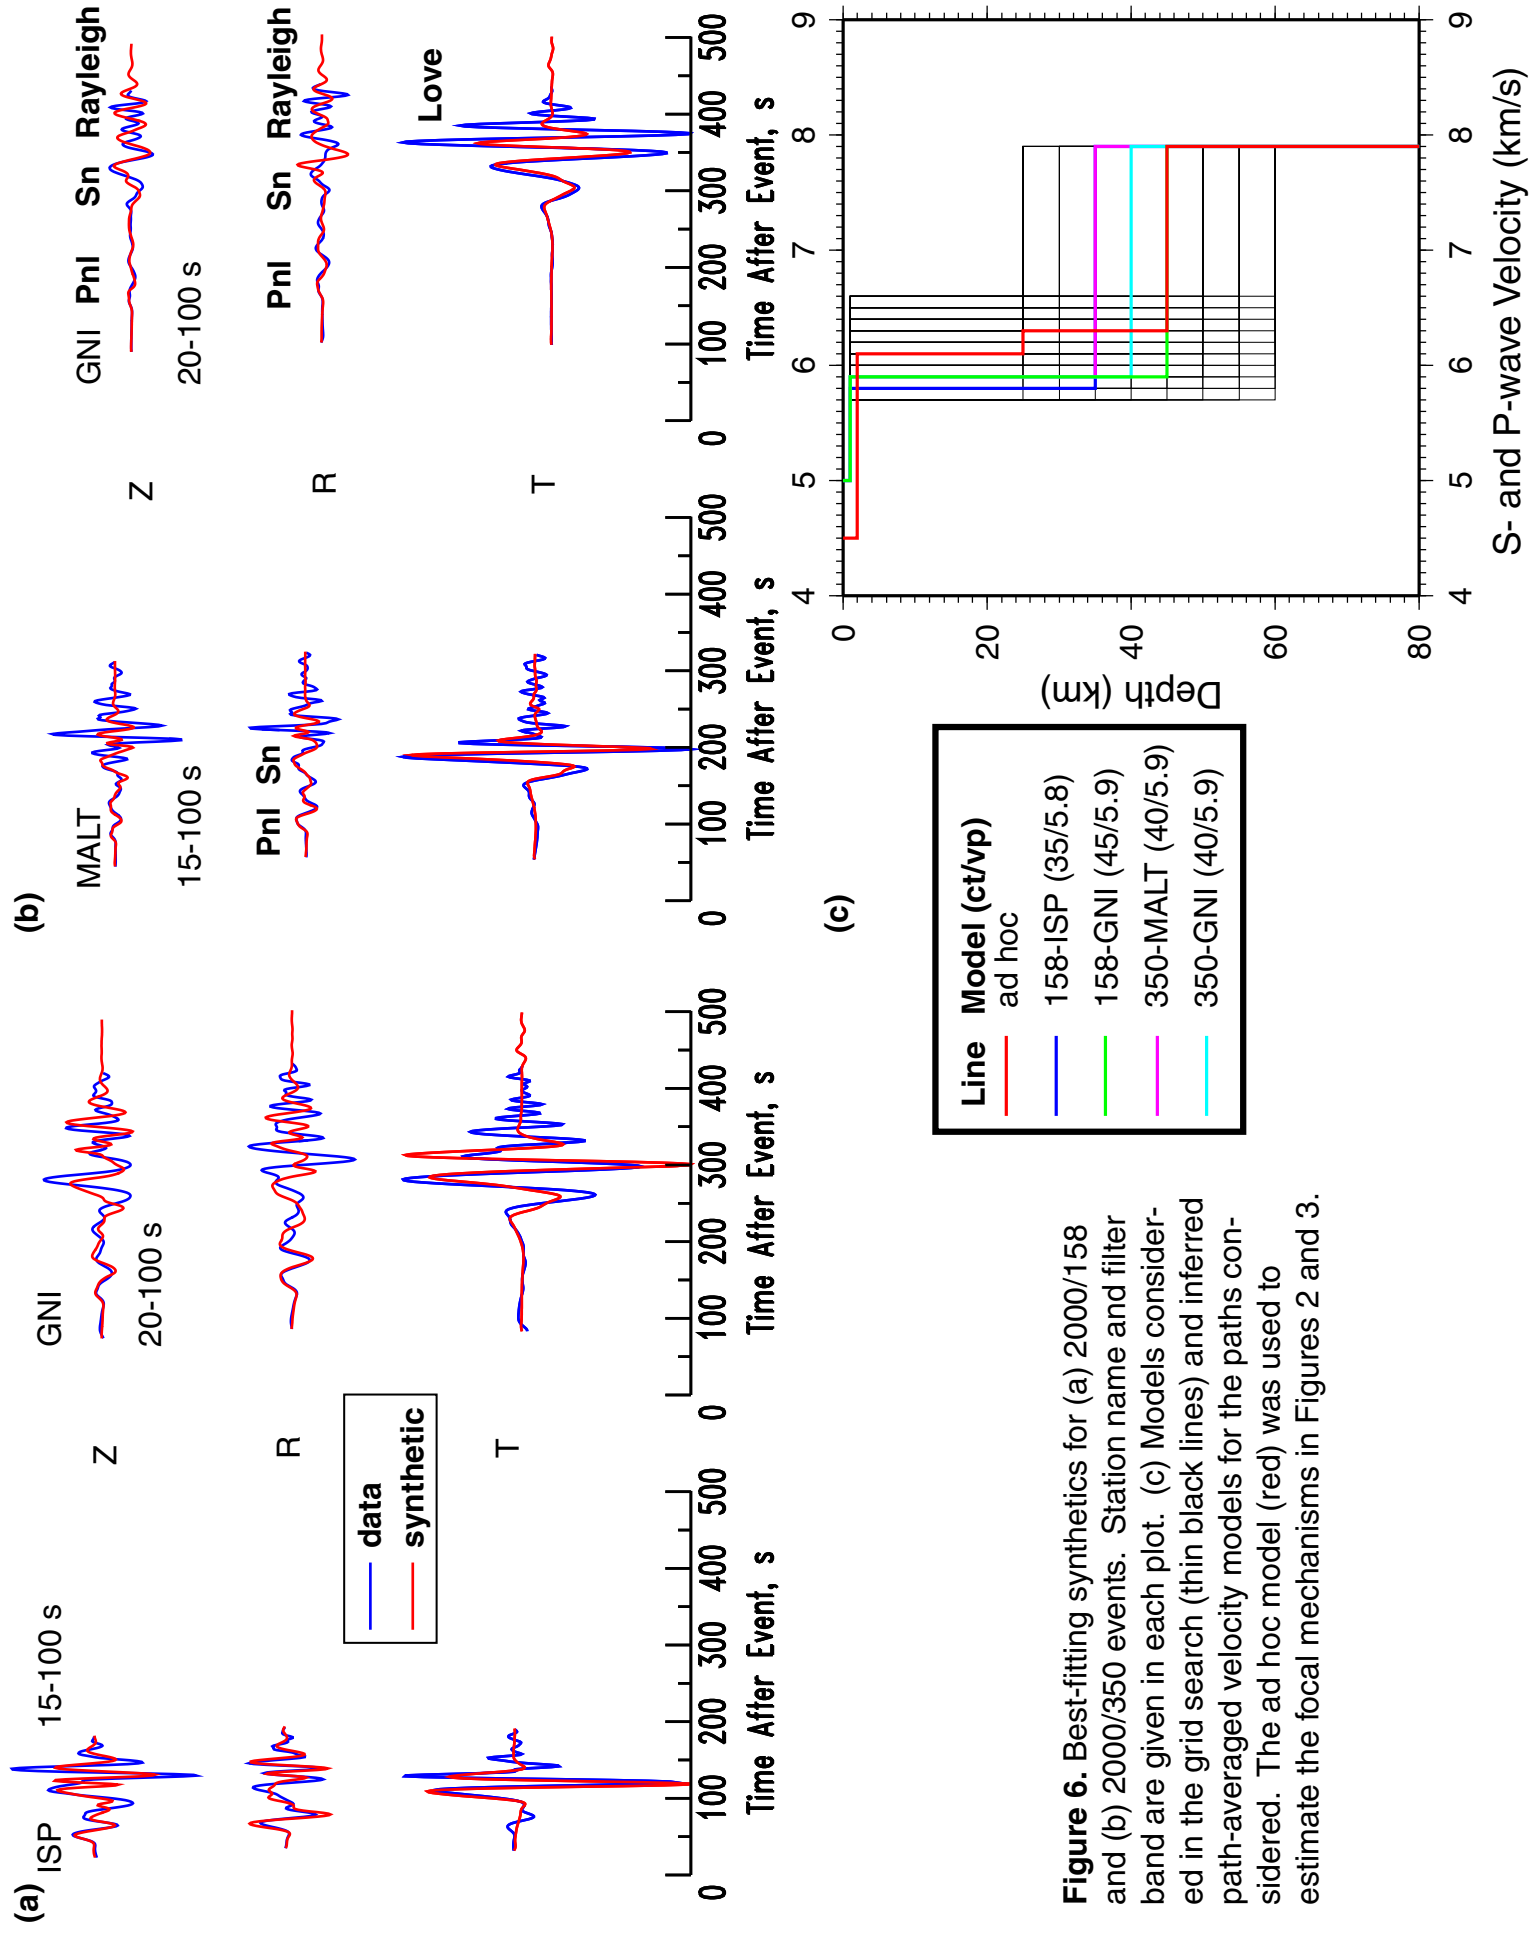 (a)
ISP
15-100 s
Z
R
T
data
synthetic
0 100 200 300 400 500
Time After Event, s
GNI
20-100 s
0 100 200 300 400 500
Time After Event, s
(b)
MALT
15-100 s
Z
Pnl Sn
R
T
0 100 200 300 400 500
Time After Event, s
GNI Pnl Sn Rayleigh
20-100 s
Pnl Sn Rayleigh
Love
0 100 200 300 400 500
Time After Event, s
Figure 6. Best-fitting synthetics for (a) 2000/158
and (b) 2000/350 events. Station name and filter
band are given in each plot. (c) Models consider-
ed in the grid search (thin black lines) and inferred
path-averaged velocity models for the paths con-
sidered. The ad hoc model (red) was used to
estimate the focal mechanisms in Figures 2 and 3.
(c)
Line Model (ct/vp)
ad hoc
158-ISP (35/5.8)
158-GNI (45/5.9)
350-MALT (40/5.9)
350-GNI (40/5.9)
4 5 6 7 8 9
0
20
40
60
80
Depth (km)
4 5 6 7 8 9
S- and P-wave Velocity (km/s)